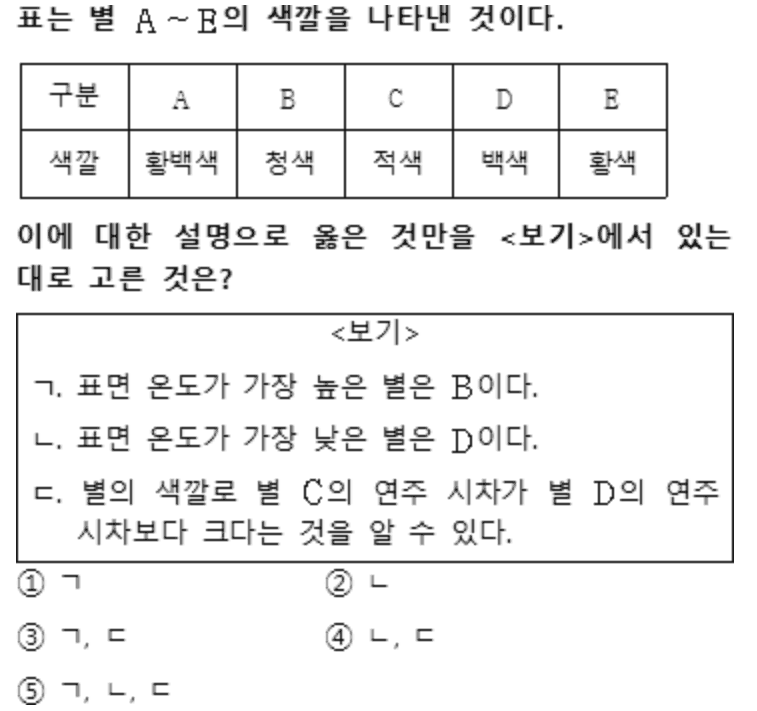 표는 별 A ~ E의 색깔을 나타낸 것이다.
구분 A B C D E
색깔 황백색 청색 적색 백색 황색
이에 대한 설명으로 옳은 것만을 <보기>에서 있는
대로 고른 것은?
<보기>
ㄱ. 표면 온도가 가장 높은 별은 B이다.
ㄴ. 표면 온도가 가장 낮은 별은 D이다.
ㄷ. 별의 색깔로 별 C의 연주 시차가 별 D의 연주
시차보다 크다는 것을 알 수 있다.
① ㄱ ② ㄴ
③ ㄱ, ㄷ ④ ㄴ, ㄷ
⑤ ㄱ, ㄴ, ㄷ